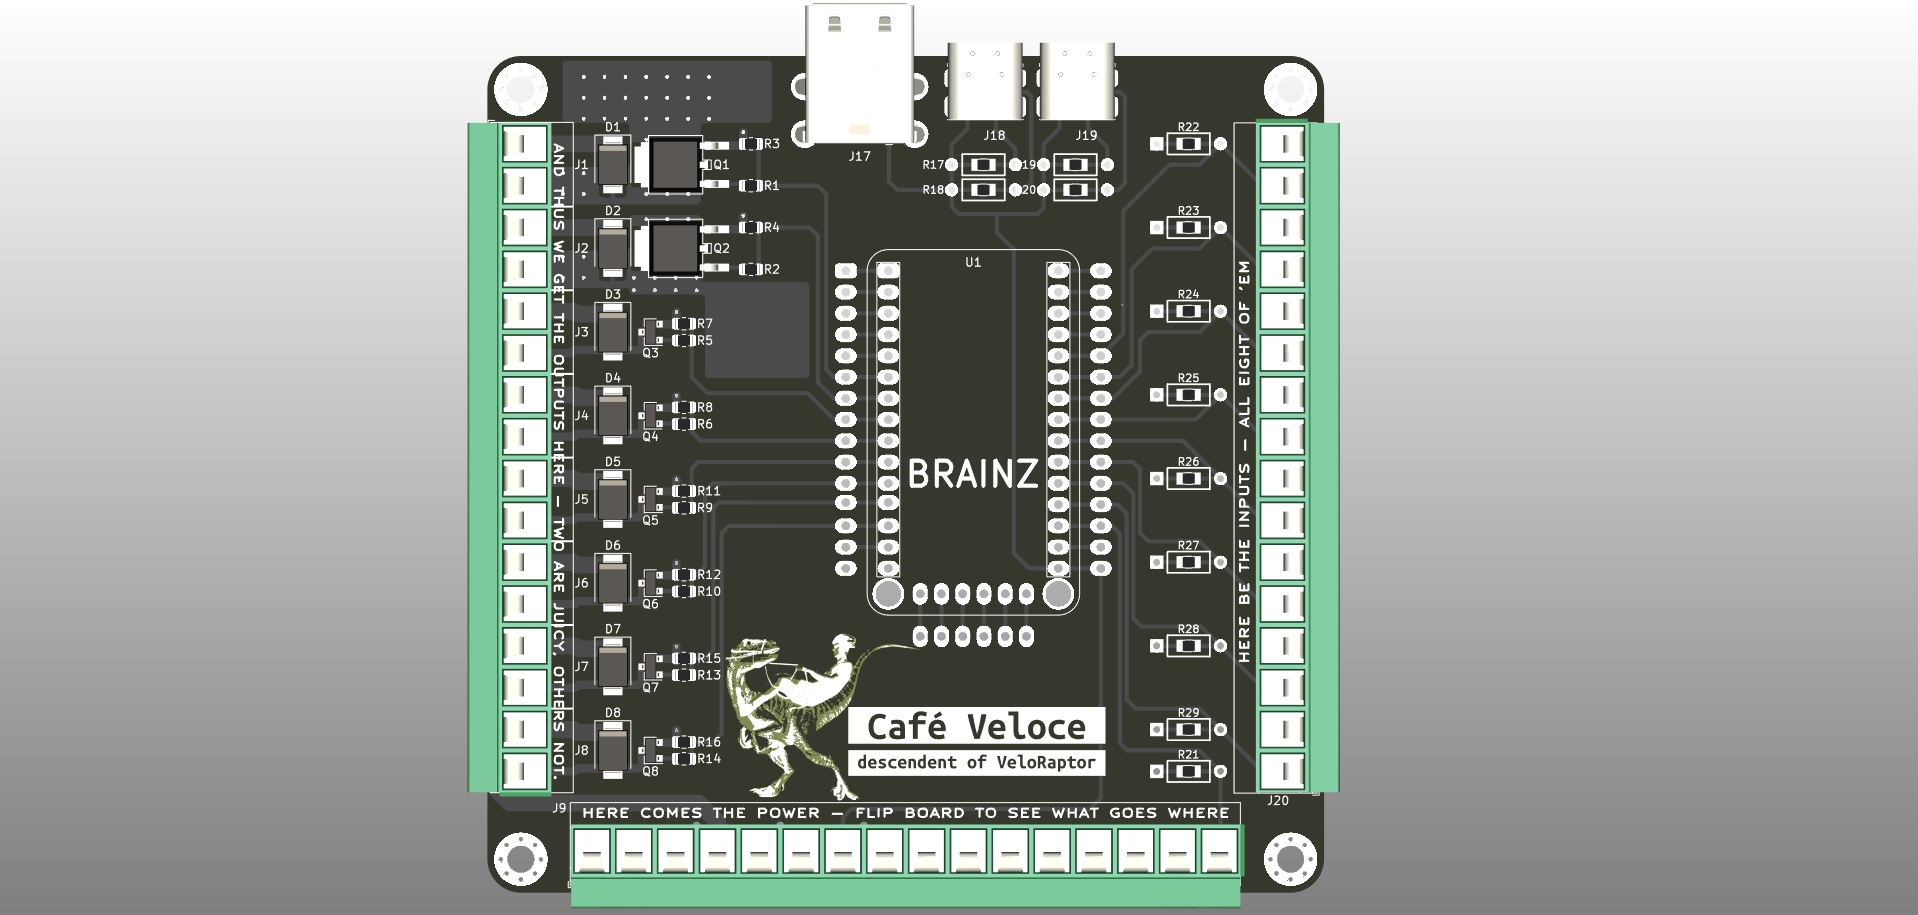 J17
J18
J19
D1
J1
Q1
R3
R1
R17
19
R18
20
R22
D2
J2
Q2
R4
R2
R23
U1
D3
J3
Q3
R7
R5
R24
D4
J4
Q4
R8
R6
R25
D5
J5
Q5
R11
R9
BRAINZ
R26
D6
J6
Q6
R12
R10
R27
D7
J7
Q7
R15
R13
R28
D8
J8
Q8
R16
R14
Café Veloce
descendent of VeloRaptor
R29
R21
J9
J20
AND THUS WE GET THE OUTPUTS HERE – TWO ARE JUICY, OTHERS NOT.
HERE BE THE INPUTS – ALL EIGHT OF 'EM
HERE COMES THE POWER – FLIP BOARD TO SEE WHAT GOES WHERE